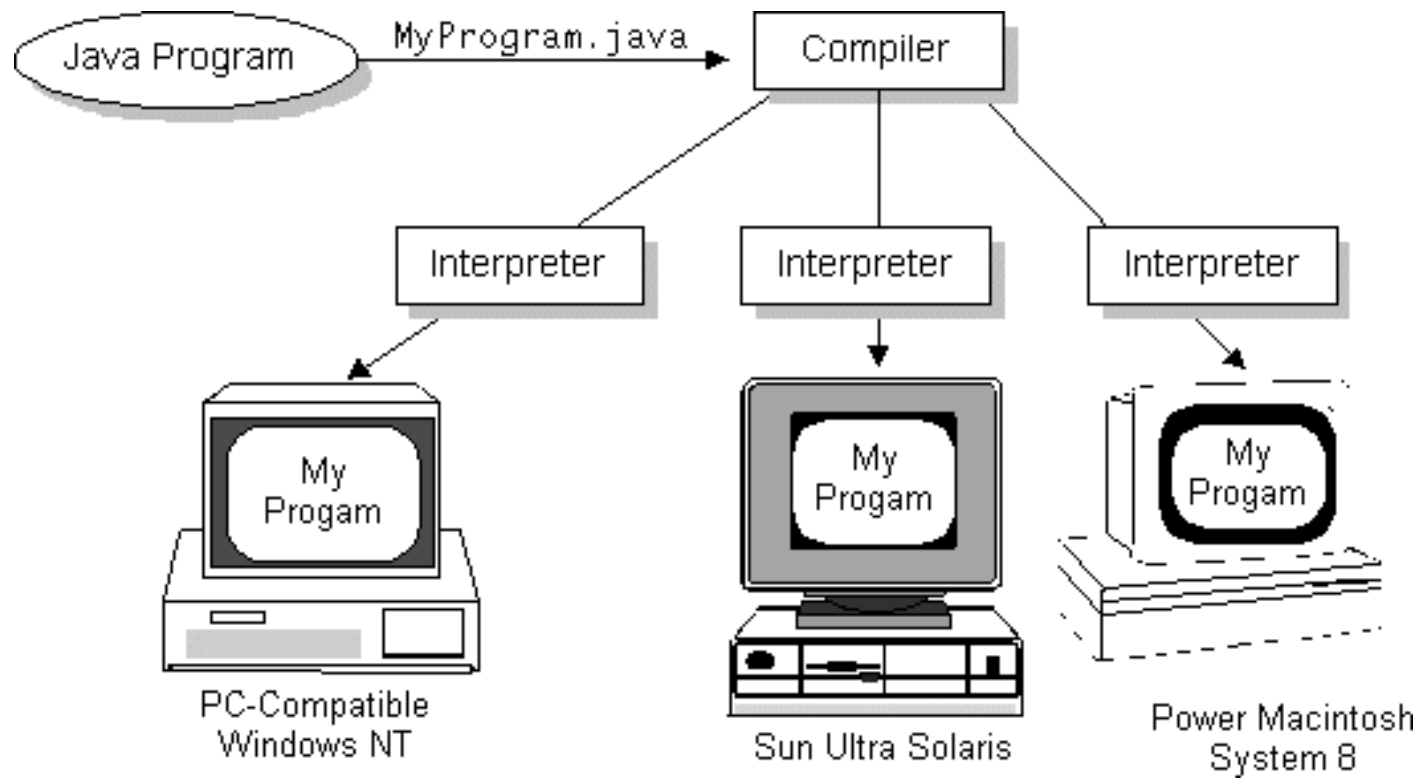 Java Program
MyProgram.java
Compiler
Interpreter
Interpreter
Interpreter
My
Progam
My
Progam
My
Progam
PC-Compatible
Windows NT
Sun Ultra Solaris
Power Macintosh
System 8